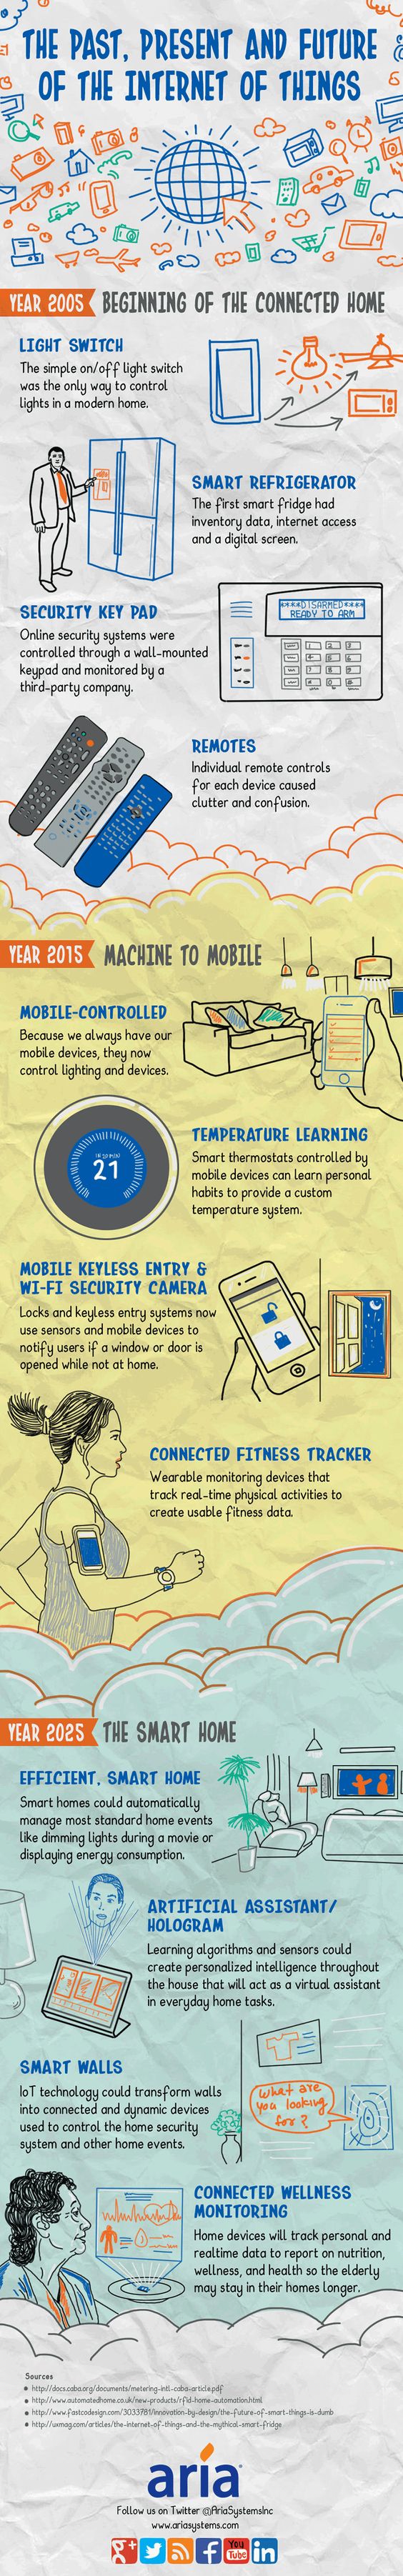 THE PAST, PRESENT AND FUTURE
OF THE INTERNET OF THINGS
YEAR 2005 BEGINNING OF THE CONNECTED HOME
LIGHT SWITCH
The simple on/off light switch
was the only way to control
lights in a modern home.
SMART REFRIGERATOR
The first smart fridge had
inventory data, internet access
and a digital screen.
SECURITY KEY PAD
Online security systems were
controlled through a wall-mounted
keypad and monitored by a
third-party company.
****DISARMED****
READY TO ARM
REMOTES
Individual remote controls
for each device caused
clutter and confusion.
YEAR 2015 MACHINE TO MOBILE
MOBILE-CONTROLLED
Because we always have our
mobile devices, they now
control lighting and devices.
21
TEMPERATURE LEARNING
Smart thermostats controlled by
mobile devices can learn personal
habits to provide a custom
temperature system.
MOBILE KEYLESS ENTRY &
WI-FI SECURITY CAMERA
Locks and keyless entry systems now
use sensors and mobile devices to
notify users if a window or door is
opened while not at home.
CONNECTED FITNESS TRACKER
Wearable monitoring devices that
track real-time physical activities to
create usable fitness data.
YEAR 2025 THE SMART HOME
EFFICIENT, SMART HOME
Smart homes could automatically
manage most standard home events
like dimming lights during a movie or
displaying energy consumption.
ARTIFICIAL ASSISTANT/
HOLOGRAM
Learning algorithms and sensors could
create personalized intelligence throughout
the house that will act as a virtual assistant
in everyday home tasks.
SMART WALLS
IoT technology could transform walls
into connected and dynamic devices
used to control the home security
system and other home events.
What are
you looking
for?
CONNECTED WELLNESS
MONITORING
Home devices will track personal and
realtime data to report on nutrition,
wellness, and health so the elderly
may stay in their homes longer.
Sources
http://docs.caba.org/documents/metering-intl-caba-article.pdf
http://www.automatedhome.co.uk/new-products/rfid-home-automation.html
http://www.fastcodesign.com/3033781/innovation-by-design/the-future-of-smart-things-is-dumb
http://uxmag.com/articles/the-internet-of-things-and-the-mythical-smart-fridge
aria
Follow us on Twitter @AriaSystemsInc
www.ariasystems.com
g+ f You Tube in